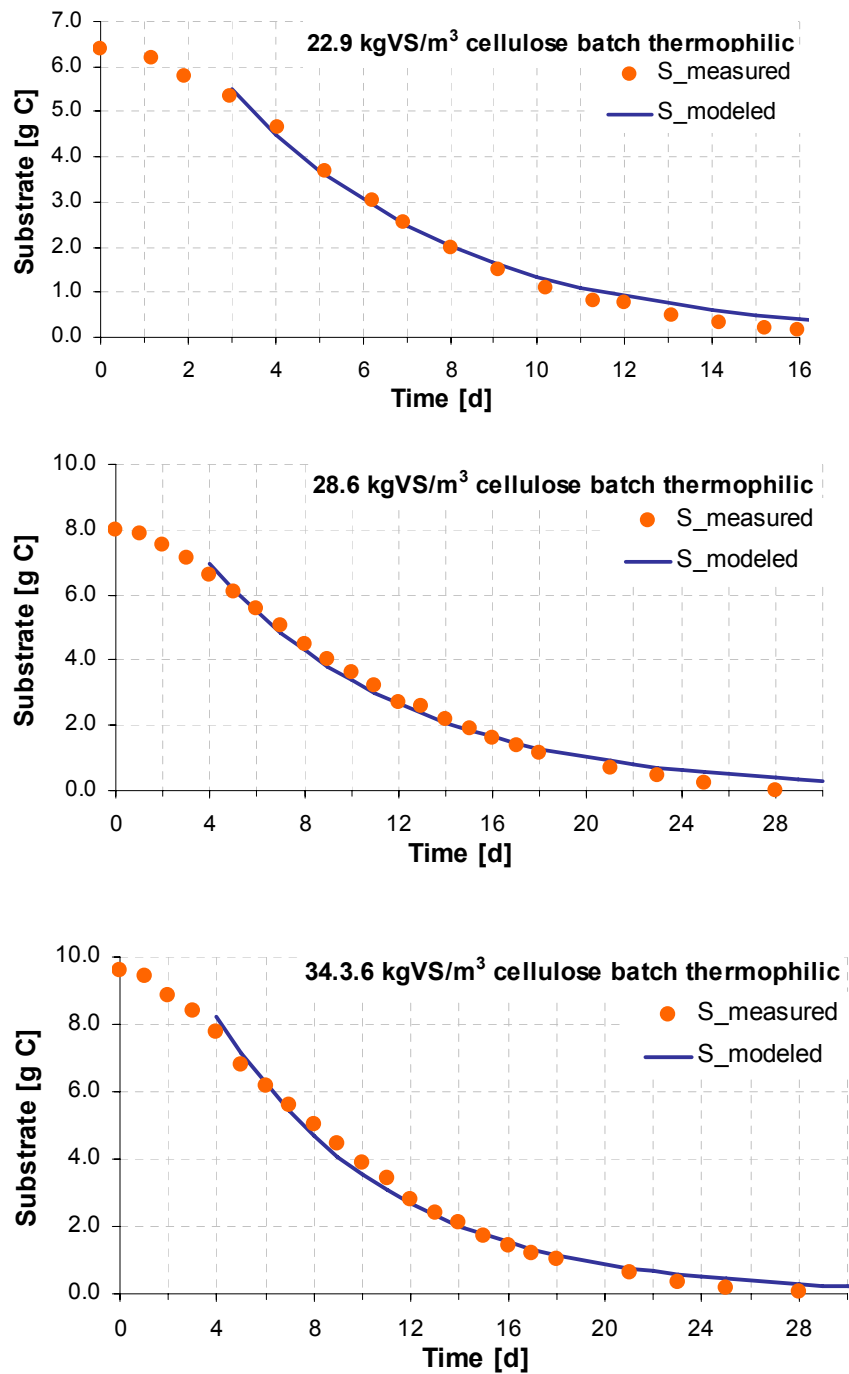 22.9 kgVS/m³ cellulose batch thermophilic
S_measured
S_modeled
Substrate [g C]
7.0
6.0
5.0
4.0
3.0
2.0
1.0
0.0
0 2 4 6 8 10 12 14 16
Time [d]
28.6 kgVS/m³ cellulose batch thermophilic
S_measured
S_modeled
Substrate [g C]
10.0
8.0
6.0
4.0
2.0
0.0
0 4 8 12 16 20 24 28
Time [d]
34.3.6 kgVS/m³ cellulose batch thermophilic
S_measured
S_modeled
Substrate [g C]
10.0
8.0
6.0
4.0
2.0
0.0
0 4 8 12 16 20 24 28
Time [d]